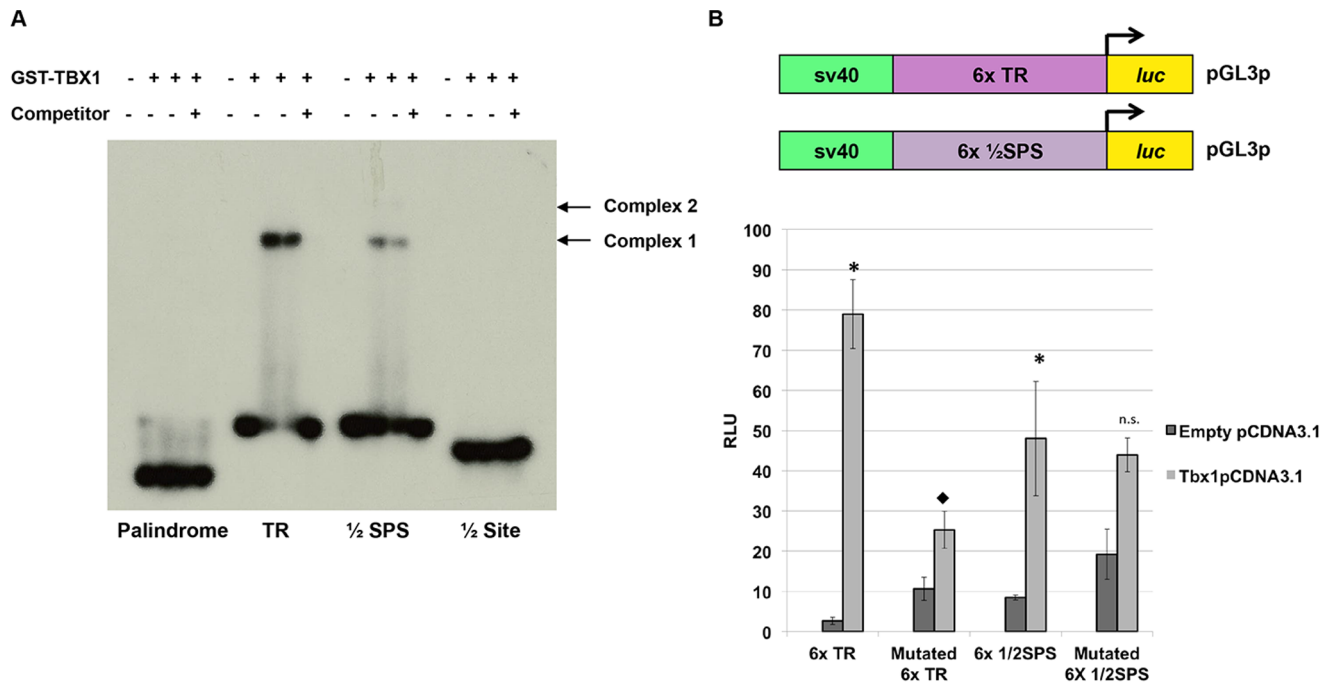 A
GST-TBX1 - + + + - + + + - + + + - + + +
Competitor - - - + - - - + - - - + - - - +
Complex 2
Complex 1
Palindrome TR ½ SPS ½ Site
B
sv40 6x TR luc pGL3p
sv40 6x ½SPS luc pGL3p
100
90
80
70
60
50
40
30
20
10
0
RLU
*
◆
*
n.s.
Empty pCDNA3.1
Tbx1pCDNA3.1
6x TR Mutated 6x 1/2SPS Mutated
6x TR 6X 1/2SPS